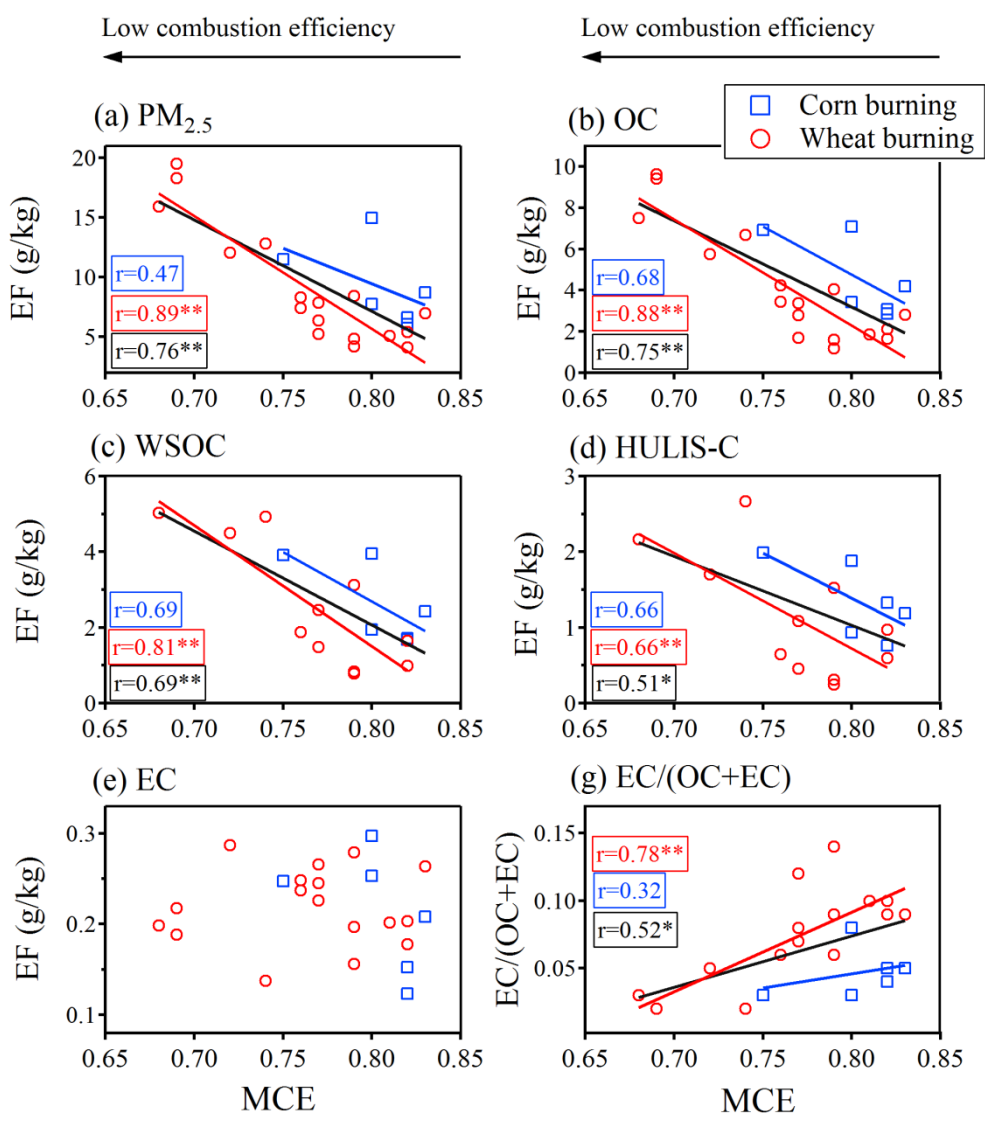 Low combustion efficiency
Low combustion efficiency
Corn burning
Wheat burning
(a) PM2.5
EF (g/kg)
20
15
10
5
r=0.47
r=0.89**
r=0.76**
0.65 0.70 0.75 0.80 0.85
(b) OC
EF (g/kg)
10
8
6
4
2
0
r=0.68
r=0.88**
r=0.75**
0.65 0.70 0.75 0.80 0.85
(c) WSOC
EF (g/kg)
6
4
2
0
r=0.69
r=0.81**
r=0.69**
0.65 0.70 0.75 0.80 0.85
(d) HULIS-C
EF (g/kg)
3
2
1
0
r=0.66
r=0.66**
r=0.51*
0.65 0.70 0.75 0.80 0.85
(e) EC
EF (g/kg)
0.3
0.2
0.1
0.65 0.70 0.75 0.80 0.85
MCE
(g) EC/(OC+EC)
EC/(OC+EC)
0.15
0.10
0.05
r=0.78**
r=0.32
r=0.52*
0.65 0.70 0.75 0.80 0.85
MCE